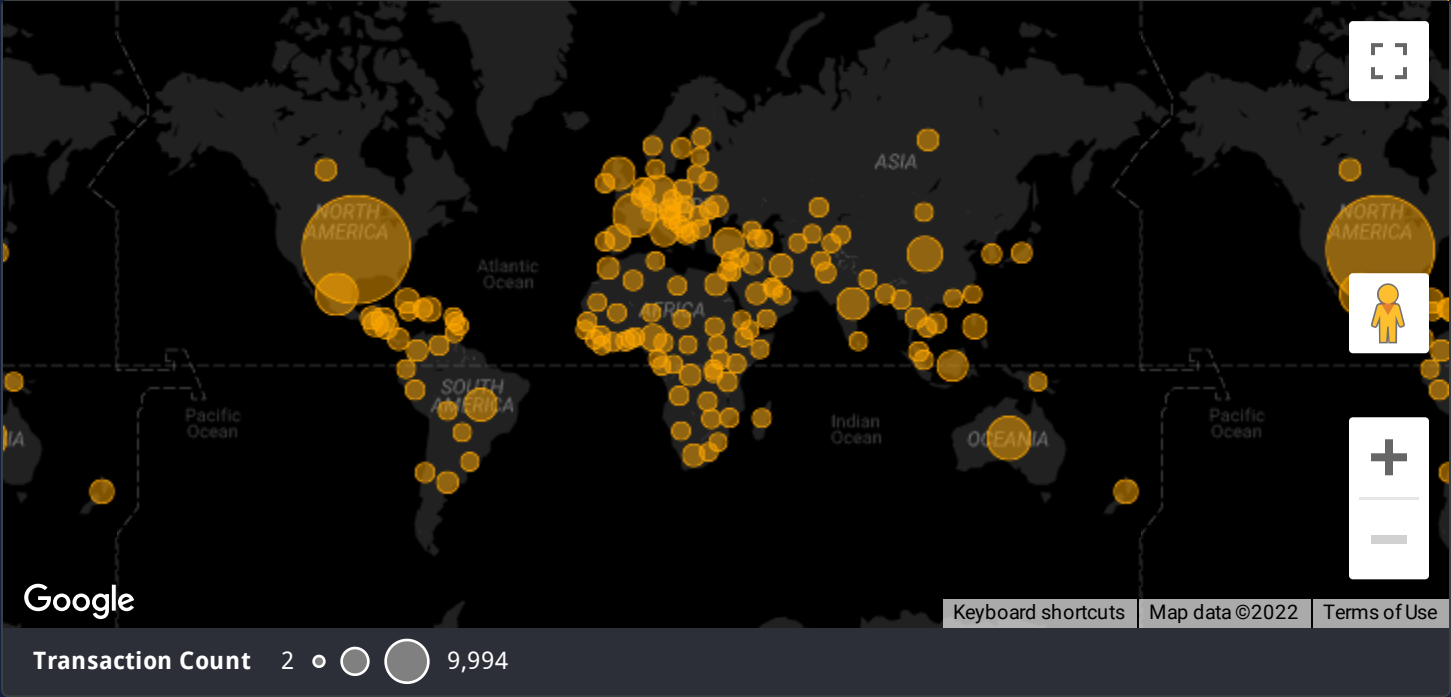 ASIA
NORTH
AMERICA
NORTH
AMERICA
Atlantic
Ocean
AFRICA
SOUTH
AMERICA
Pacific
Ocean
Indian
Ocean
OCEANIA
Pacific
Ocean
IA
Google
Keyboard shortcuts
Map data ©2022
Terms of Use
Transaction Count
2
9,994